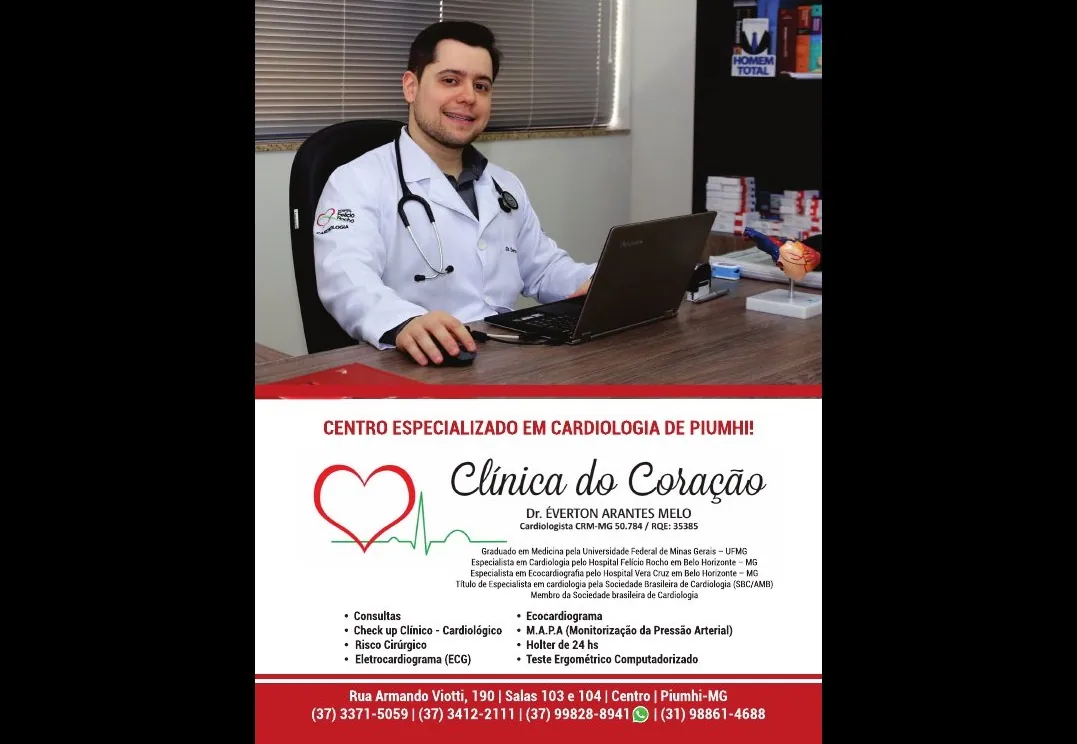 HOMEM
TOTAL
Felício
Rocho
CENTRO ESPECIALIZADO EM CARDIOLOGIA DE PIUMHI!
Clínica do Coração
Dr. ÉVERTON ARANTES MELO
Cardiologista CRM-MG 50.784 / RQE: 35385
Graduado em Medicina pela Universidade Federal de Minas Gerais – UFMG
Especialista em Cardiologia pelo Hospital Felício Rocho em Belo Horizonte – MG
Especialista em Ecocardiografia pelo Hospital Vera Cruz em Belo Horizonte – MG
Título de Especialista em cardiologia pela Sociedade Brasileira de Cardiologia (SBC/AMB)
Membro da Sociedade brasileira de Cardiologia
• Consultas
• Check up Clínico - Cardiológico
• Risco Cirúrgico
• Eletrocardiograma (ECG)
• Ecocardiograma
• M.A.P.A (Monitorização da Pressão Arterial)
• Holter de 24 hs
• Teste Ergométrico Computadorizado
Rua Armando Viotti, 190 | Salas 103 e 104 | Centro | Piumhi-MG
(37) 3371-5059 | (37) 3412-2111 | (37) 99828-8941 | (31) 98861-4688